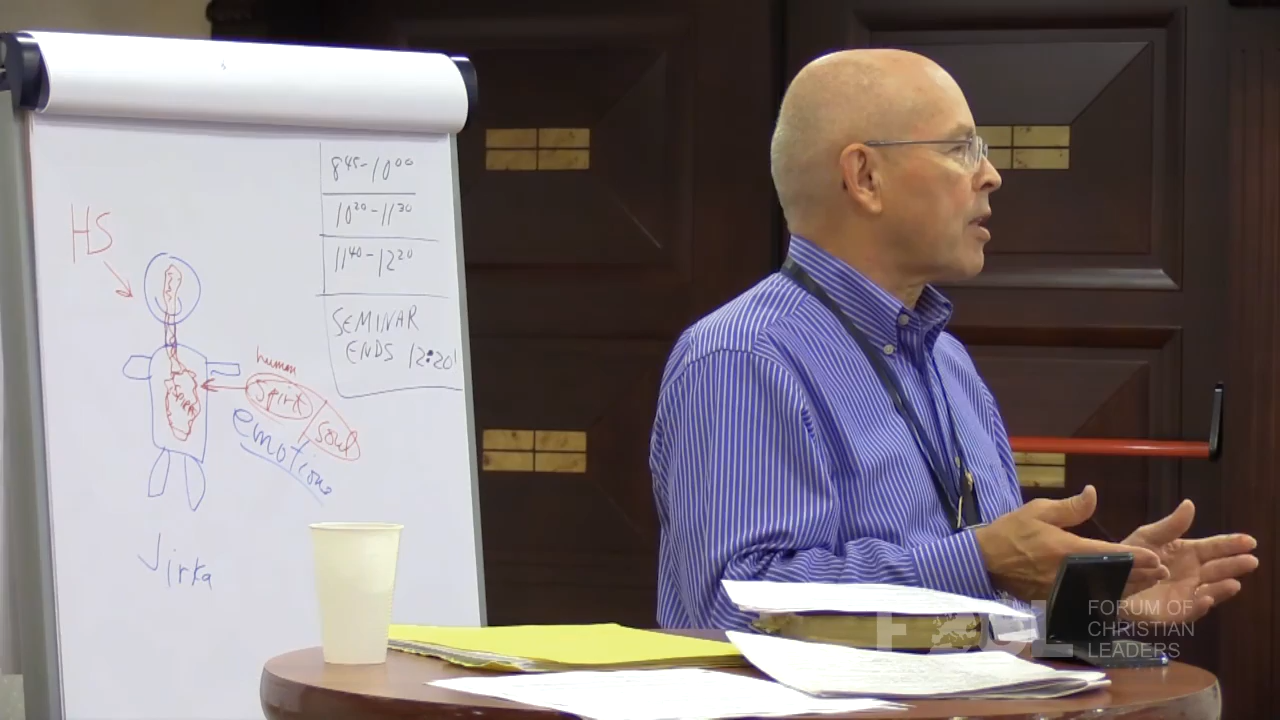 8⁴⁵-10⁰⁰
10²⁰-11³⁰
11⁴⁰-12²⁰
SEMINAR
ENDS 12:20
HS
human
Spirit
soul
emotions
Jirka
FORUM OF
CHRISTIAN
LEADERS